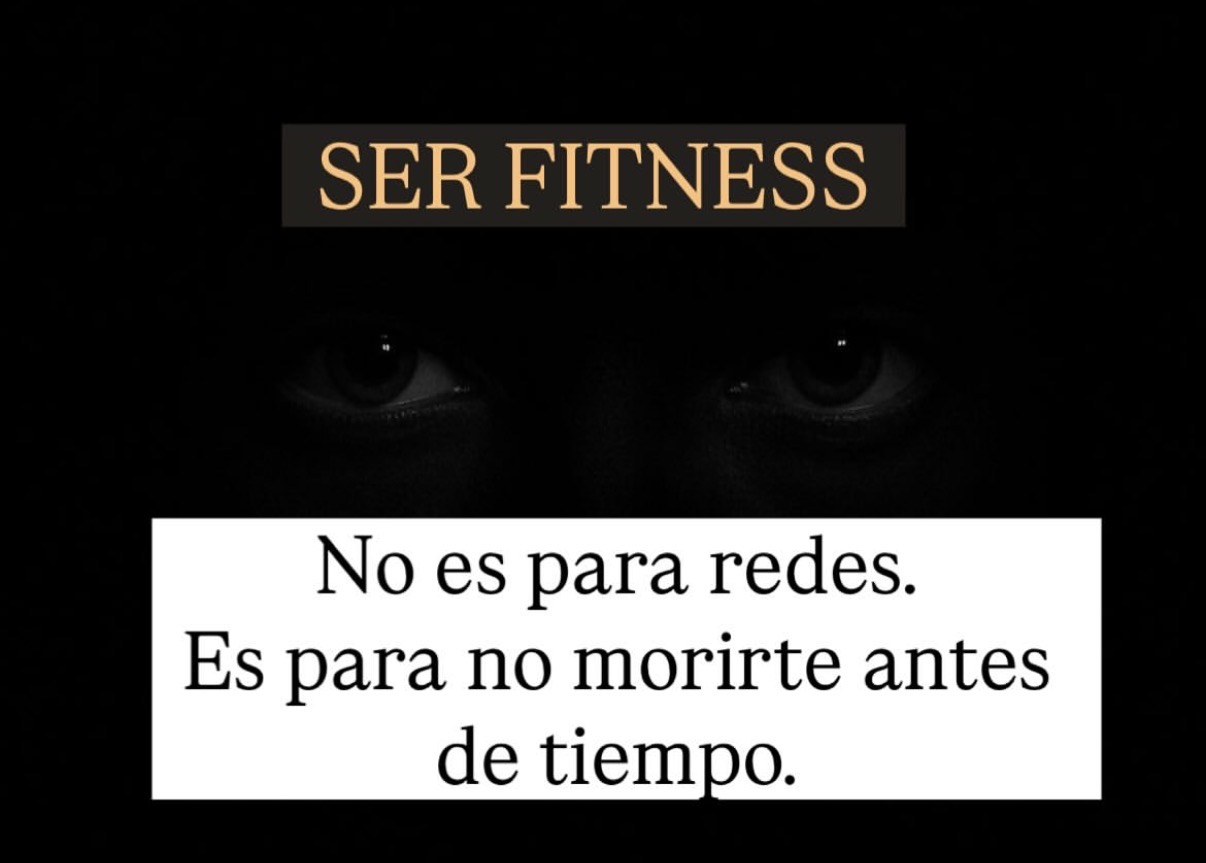 SER FITNESS
No es para redes.
Es para no morirte antes
de tiempo.